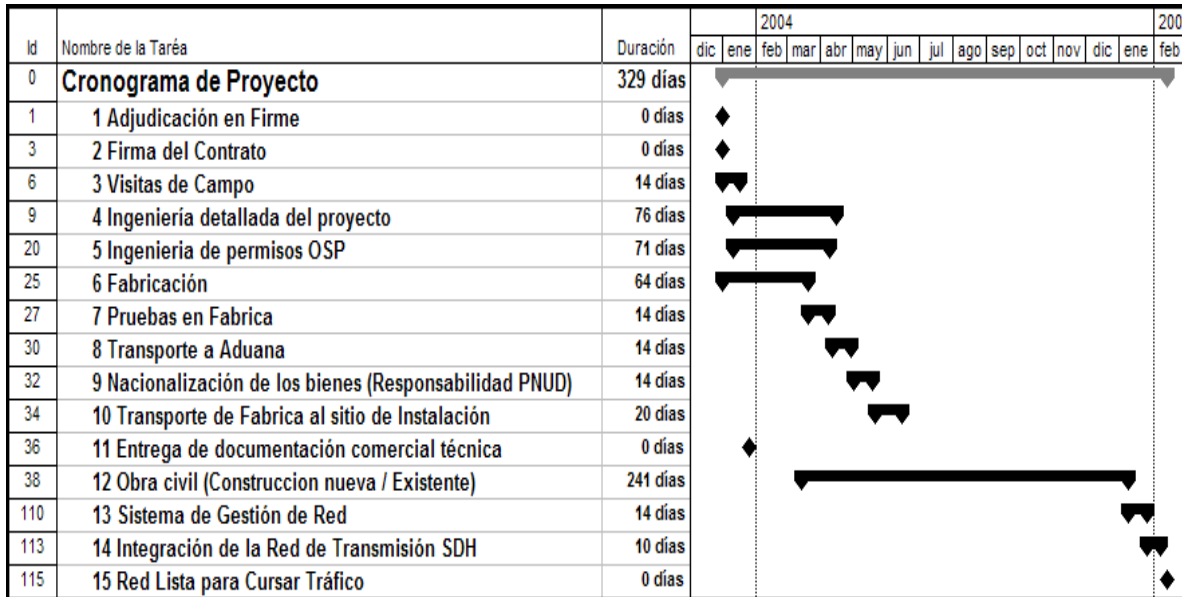 2004 200
Id Nombre de la Taréa Duración dic ene feb mar abr may jun jul ago sep oct nov dic ene feb
0 Cronograma de Proyecto 329 días
1 1 Adjudicación en Firme 0 días
3 2 Firma del Contrato 0 días
6 3 Visitas de Campo 14 días
9 4 Ingeniería detallada del proyecto 76 días
20 5 Ingenieria de permisos OSP 71 días
25 6 Fabricación 64 días
27 7 Pruebas en Fabrica 14 días
30 8 Transporte a Aduana 14 días
32 9 Nacionalización de los bienes (Responsabilidad PNUD) 14 días
34 10 Transporte de Fabrica al sitio de Instalación 20 días
36 11 Entrega de documentación comercial técnica 0 días
38 12 Obra civil (Construccion nueva / Existente) 241 días
110 13 Sistema de Gestión de Red 14 días
113 14 Integración de la Red de Transmisión SDH 10 días
115 15 Red Lista para Cursar Tráfico 0 días